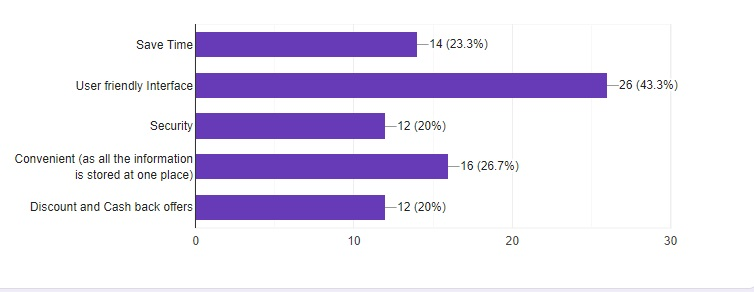 Save Time
14 (23.3%)
User friendly Interface
26 (43.3%)
Security
12 (20%)
Convenient (as all the information
is stored at one place)
16 (26.7%)
Discount and Cash back offers
12 (20%)
0 10 20 30